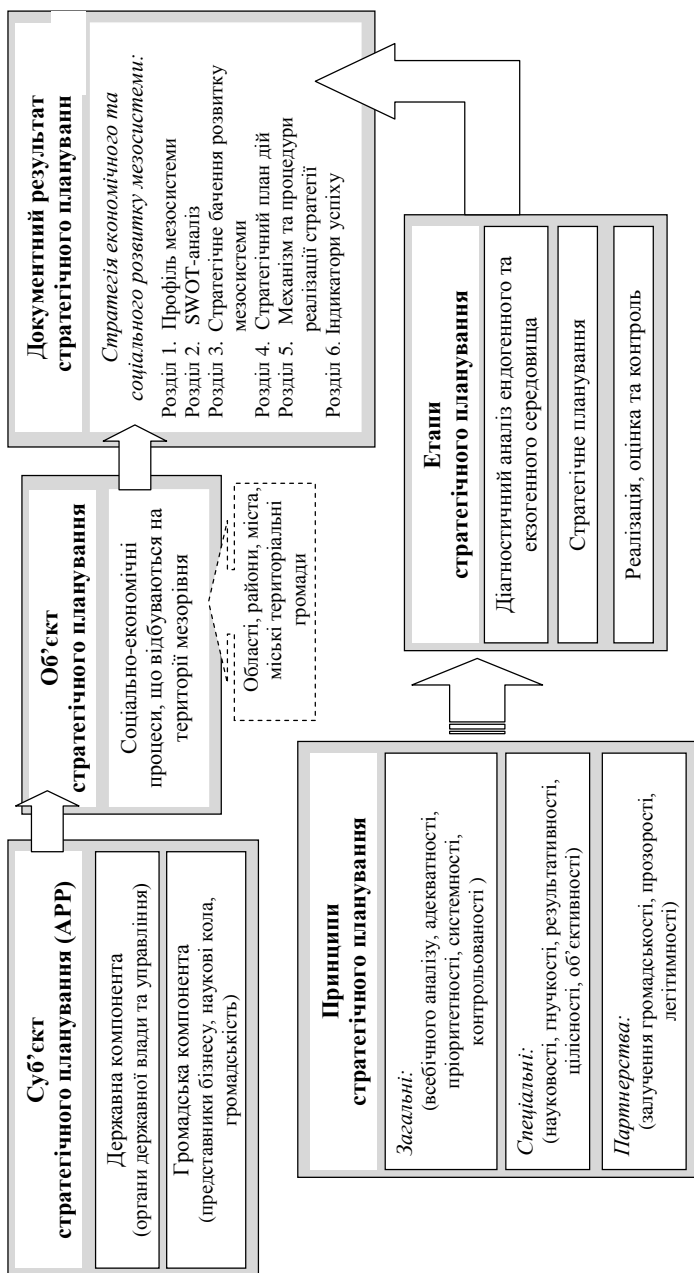 Суб’єкт
стратегічного планування (АРР)
Державна компонента
(органи державної влади та управління)
Громадська компонента
(представники бізнесу, наукові кола,
громадськість)
Об’єкт
стратегічного планування
Соціально-економічні
процеси, що відбуваються на
території мезорівня
Області, райони, міста,
міські територіальні
громади
Документний результат
стратегічного плануванн
Стратегія економічного та
соціального розвитку мезосистеми:
Розділ 1. Профіль мезосистеми
Розділ 2. SWOT-аналіз
Розділ 3. Стратегічне бачення розвитку
мезосистеми
Розділ 4. Стратегічний план дій
Розділ 5. Механізм та процедури
реалізації стратегії
Розділ 6. Індикатори успіху
Принципи
стратегічного планування
Загальні:
(всебічного аналізу, адекватності,
пріоритетності, системності,
контрольованості )
Спеціальні:
(науковості, гнучкості, результативності,
цілісності, об’єктивності)
Партнерства:
(залучення громадськості, прозорості,
легітимності)
Етапи
стратегічного планування
Діагностичний аналіз ендогенного та
екзогенного середовища
Стратегічне планування
Реалізація, оцінка та контроль